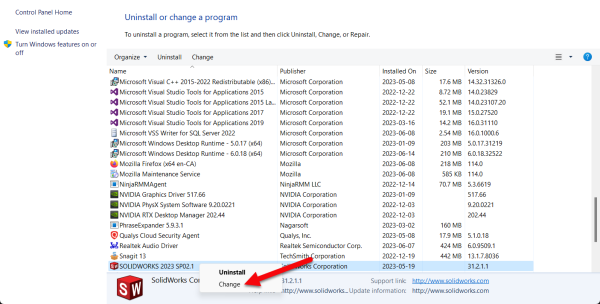 Control Panel Home
View installed updates
Turn Windows features on or
off
Uninstall or change a program
To uninstall a program, select it from the list and then click Uninstall, Change, or Repair.
Organize Uninstall Change
Name Publisher Installed On Size Version
Microsoft Visual C++ 2015-2022 Redistributable (x86)... Microsoft Corporation 2023-05-08 17.6 MB 14.32.31326.0
Microsoft Visual Studio Tools for Applications 2015 Microsoft Corporation 2022-12-22 8.72 MB 14.0.23829
Microsoft Visual Studio Tools for Applications 2015 La... Microsoft Corporation 2022-12-22 52.1 MB 14.0.23107.20
Microsoft Visual Studio Tools for Applications 2017 Microsoft Corporation 2022-12-22 19.1 MB 15.0.27520
Microsoft Visual Studio Tools for Applications 2019 Microsoft Corporation 2023-03-16 14.2 MB 16.0.31110
Microsoft VSS Writer for SQL Server 2022 Microsoft Corporation 2023-06-08 2.54 MB 16.0.1000.6
Microsoft Windows Desktop Runtime - 5.0.17 (x64) Microsoft Corporation 2023-01-09 203 MB 5.0.17.31219
Microsoft Windows Desktop Runtime - 6.0.18 (x64) Microsoft Corporation 2023-06-14 210 MB 6.0.18.32522
Mozilla Firefox (x64 en-CA) Mozilla 2023-06-08 213 MB 114.0.1
Mozilla Maintenance Service Mozilla 2023-06-08 585 KB 114.0.1
NinjaRMMAgent NinjaRMM LLC 2022-12-14 70.7 MB 5.3.6619
NVIDIA Graphics Driver 517.66 NVIDIA Corporation 2023-01-09 517.66
NVIDIA PhysX System Software 9.20.0221 NVIDIA Corporation 2022-12-03 9.20.0221
NVIDIA RTX Desktop Manager 202.44 NVIDIA Corporation 2022-12-03 202.44
PhraseExpander 5.9.3.1 Nagarsoft 2023-03-02 160 MB
Qualys Cloud Security Agent Qualys, Inc. 2023-05-08 17.9 MB 5.1.0.18
Realtek Audio Driver Realtek Semiconductor Corp. 2023-06-27 424 MB 6.0.9509.1
Snagit 13 TechSmith Corporation 2022-12-22 442 MB 13.1.7.8036
SOLIDWORKS 2023 SP02.1 Corporation 2023-05-19 31.2.1.1
Uninstall
Change
SW
SolidWorks Cor
31.2.1.1 Support link: http://www.solidworks.com
http://www.solidworks... Update information: http://www.solidworks.com